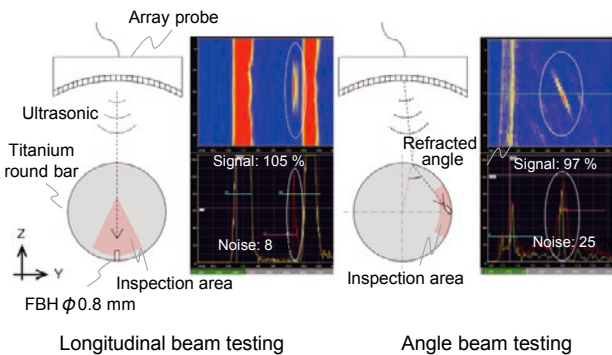 Array probe
Ultrasonic
Titanium
round bar
Z
Y
FBH ϕ0.8 mm
Inspection area
Signal: 105 %
Noise: 8
Longitudinal beam testing
Refracted
angle
Signal: 97 %
Noise: 25
Inspection area
Angle beam testing